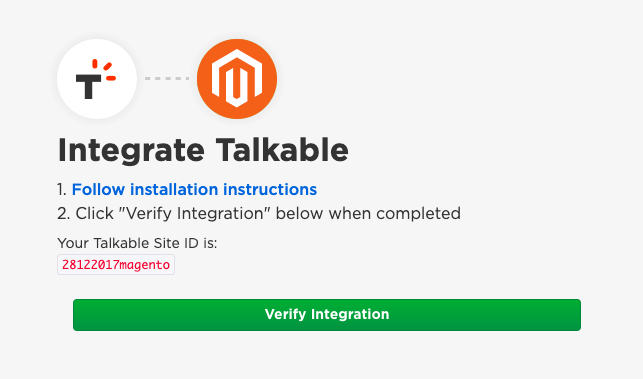 Integrate Talkable
1. Follow installation instructions
2. Click "Verify Integration" below when completed
Your Talkable Site ID is:
28122017magento
Verify Integration